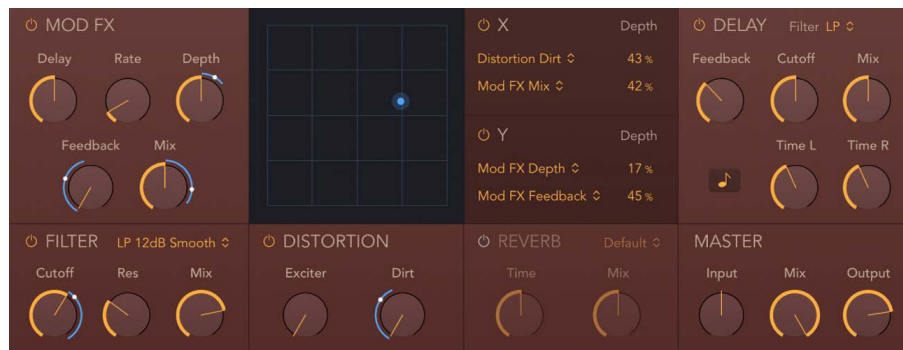 MOD FX
Delay Rate Depth
Feedback Mix
X Depth
Distortion Dirt 43 %
Mod FX Mix 42 %
Y Depth
Mod FX Depth 17 %
Mod FX Feedback 45 %
DELAY Filter LP
Feedback Cutoff Mix
Time L Time R
FILTER LP 12dB Smooth
Cutoff Res Mix
DISTORTION
Exciter Dirt
REVERB Default
Time Mix
MASTER
Input Mix Output